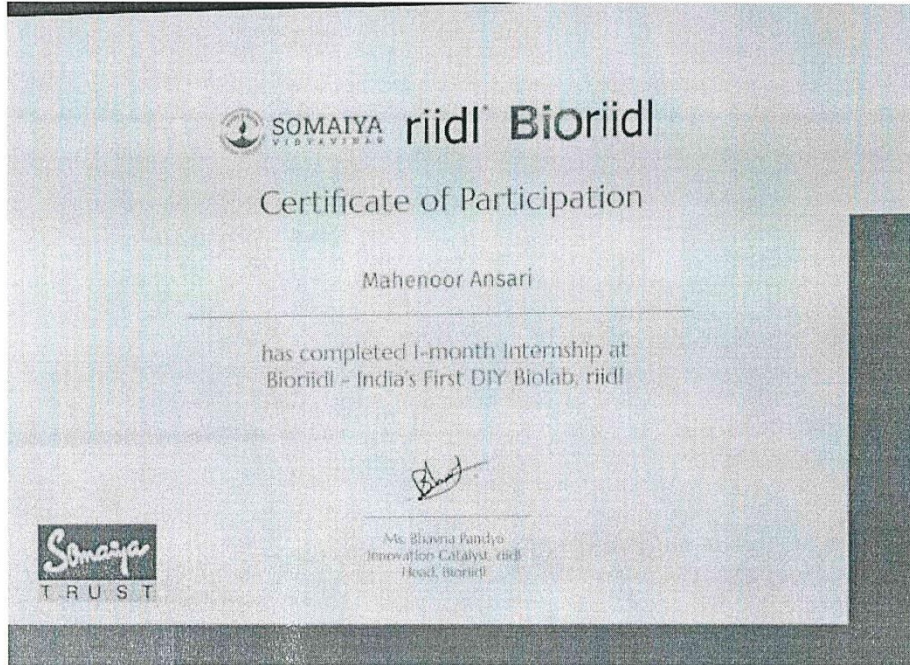 SOMAIYA
VIDYAVIHAR
riidl
Bioriidl
Certificate of Participation
Mahenoor Ansari
has completed 1-month Internship at
Bioriidl – India's First DIY Biolab, riidl
Ms. Bhavna Pandya
Innovation Catalyst, riidl
Head, Bioriidl
Somaiya
TRUST